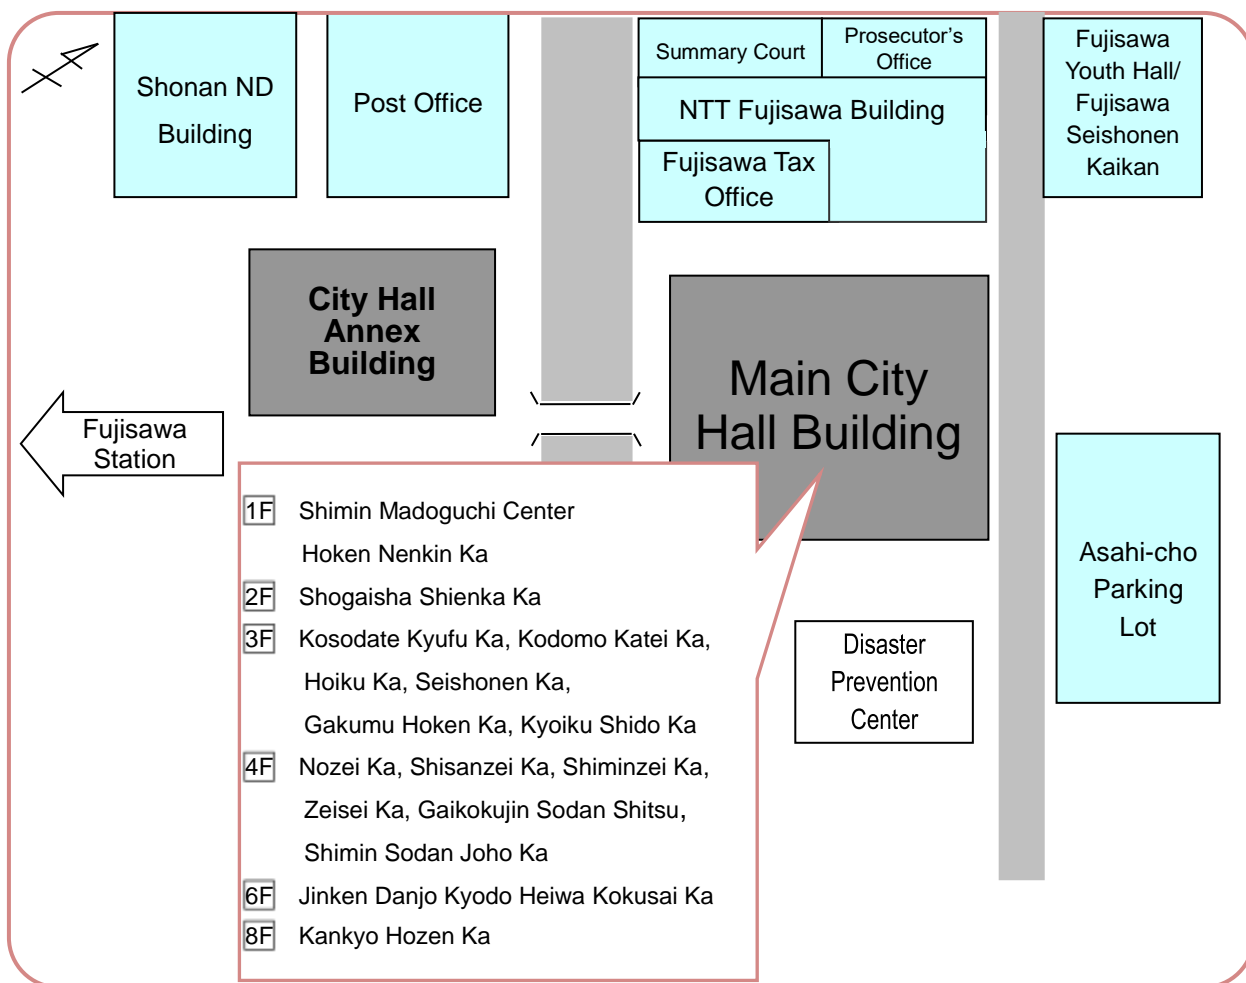 Shonan ND
Building
Post Office
Summary Court
Prosecutor's
Office
NTT Fujisawa Building
Fujisawa Tax
Office
Fujisawa
Youth Hall/
Fujisawa
Seishonen
Kaikan
City Hall
Annex
Building
Main City
Hall Building
Fujisawa
Station
1F Shimin Madoguchi Center
Hoken Nenkin Ka
2F Shogaisha Shienka Ka
3F Kosodate Kyufu Ka, Kodomo Katei Ka,
Hoiku Ka, Seishonen Ka,
Gakumu Hoken Ka, Kyoiku Shido Ka
4F Nozei Ka, Shisanzei Ka, Shiminzei Ka,
Zeisei Ka, Gaikokujin Sodan Shitsu,
Shimin Sodan Joho Ka
6F Jinken Danjo Kyodo Heiwa Kokusai Ka
8F Kankyo Hozen Ka
Disaster
Prevention
Center
Asahi-cho
Parking
Lot